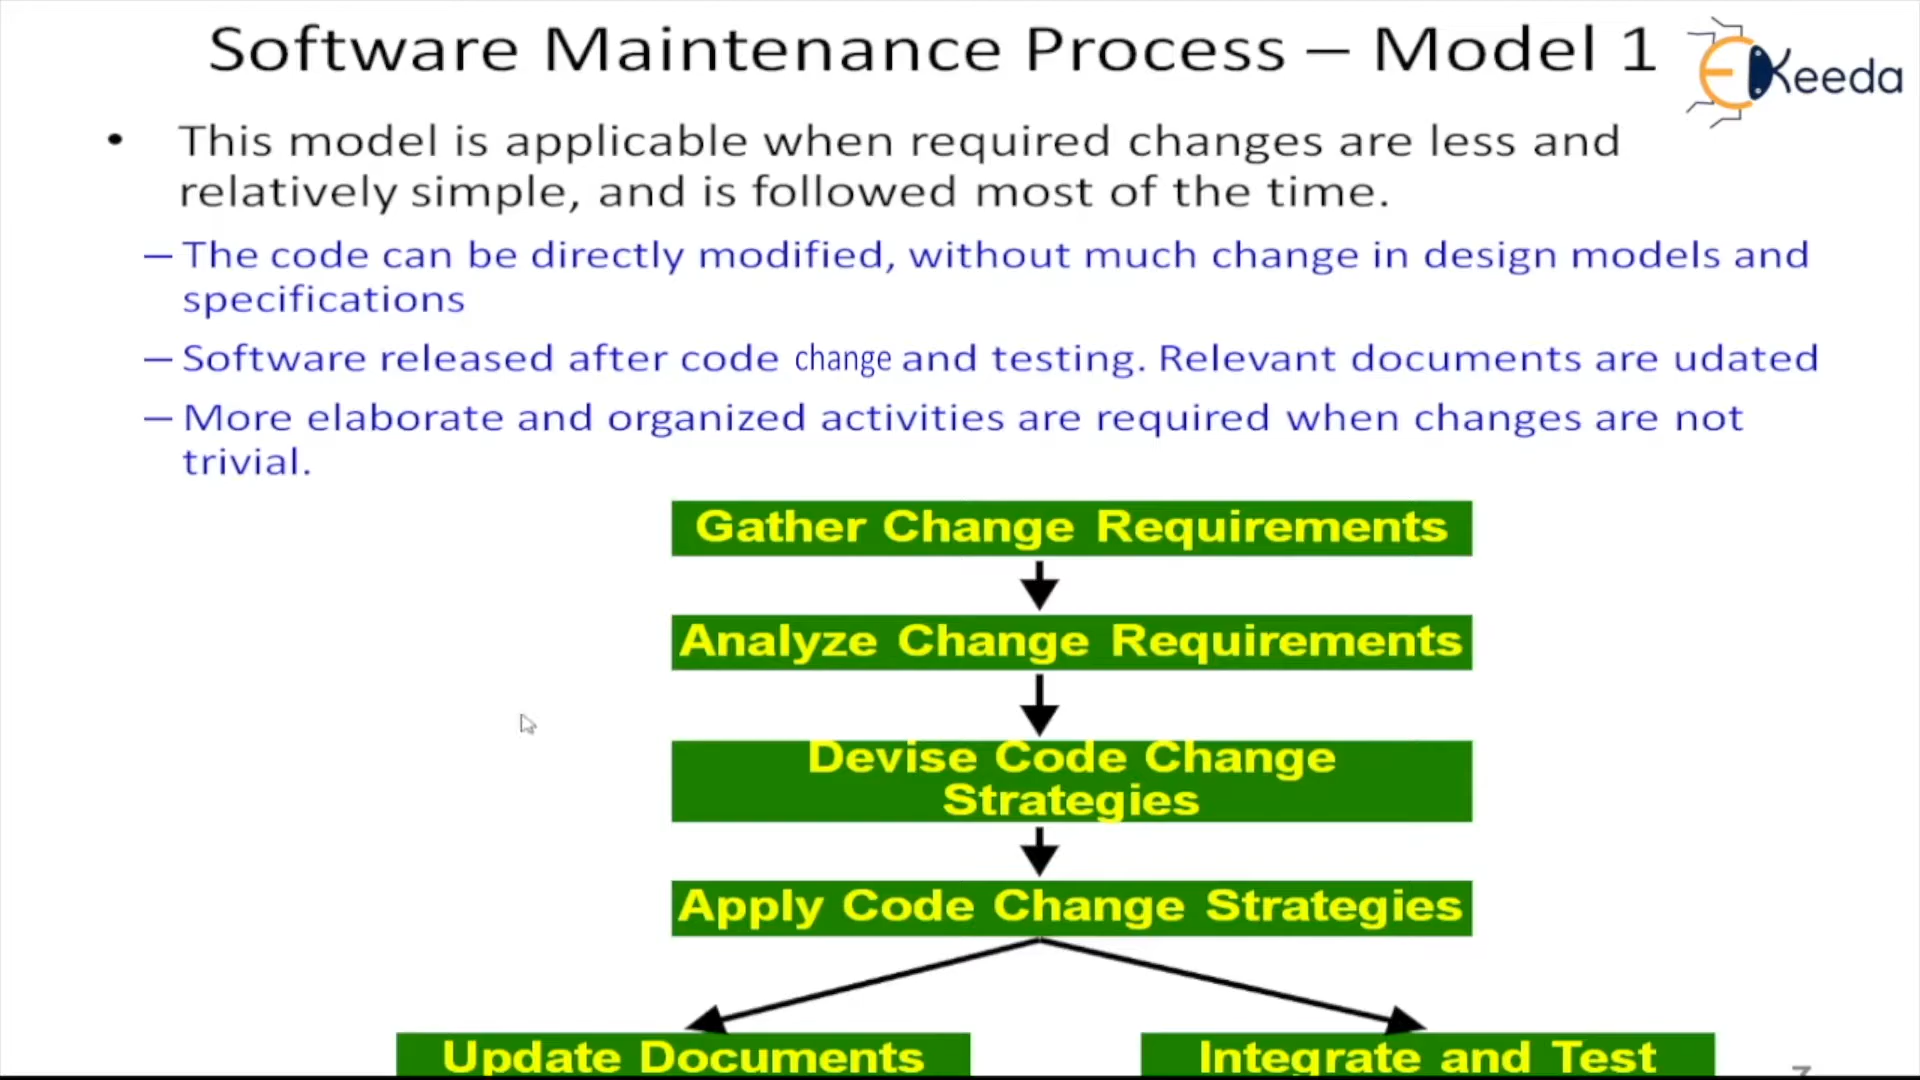 Software Maintenance Process – Model 1
EKeeda
• This model is applicable when required changes are less and
relatively simple, and is followed most of the time.
– The code can be directly modified, without much change in design models and
specifications
– Software released after code change and testing. Relevant documents are udated
– More elaborate and organized activities are required when changes are not
trivial.
Gather Change Requirements
Analyze Change Requirements
Devise Code Change
Strategies
Apply Code Change Strategies
Update Documents
Integrate and Test